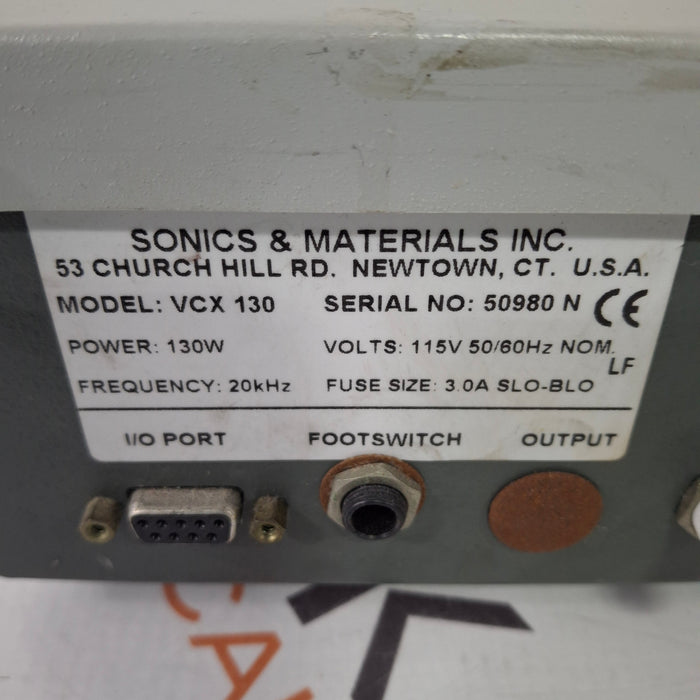 SONICS & MATERIALS INC.
53 CHURCH HILL RD. NEWTOWN, CT. U.S.A.
MODEL: VCX 130 SERIAL NO: 50980 N CE
POWER: 130W VOLTS: 115V 50/60Hz NOM.
LF
FREQUENCY: 20kHz FUSE SIZE: 3.0A SLO-BLO
I/O PORT FOOTSWITCH OUTPUT